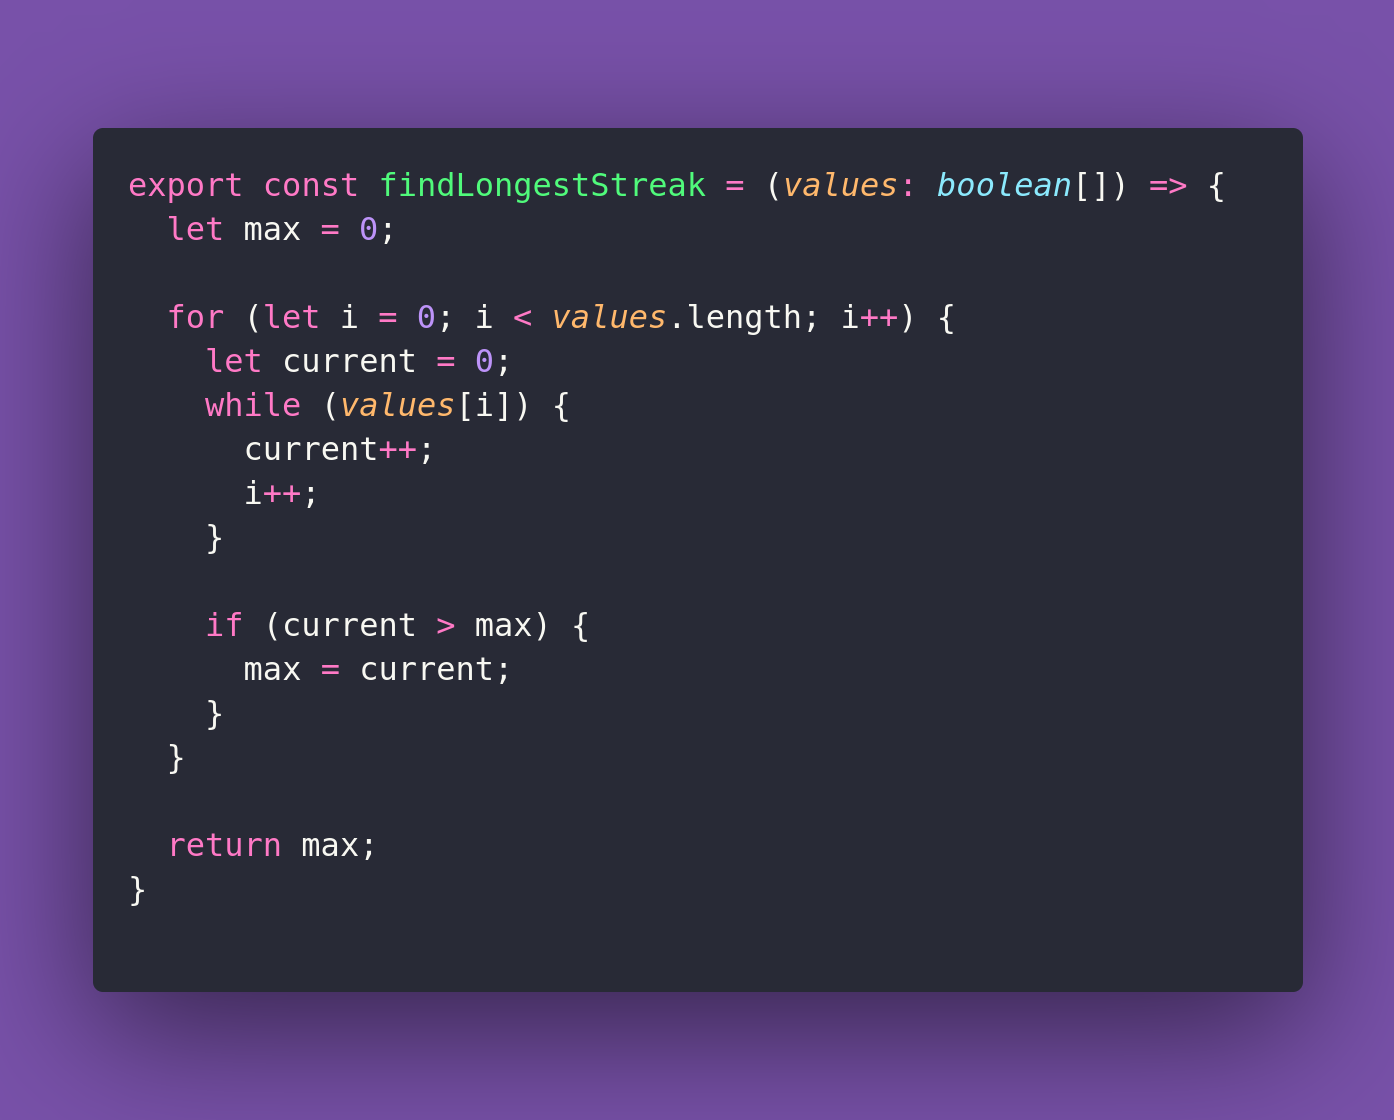 export const findLongestStreak = (values: boolean[]) => {
  let max = 0;

  for (let i = 0; i < values.length; i++) {
    let current = 0;
    while (values[i]) {
      current++;
      i++;
    }

    if (current > max) {
      max = current;
    }
  }

  return max;
}